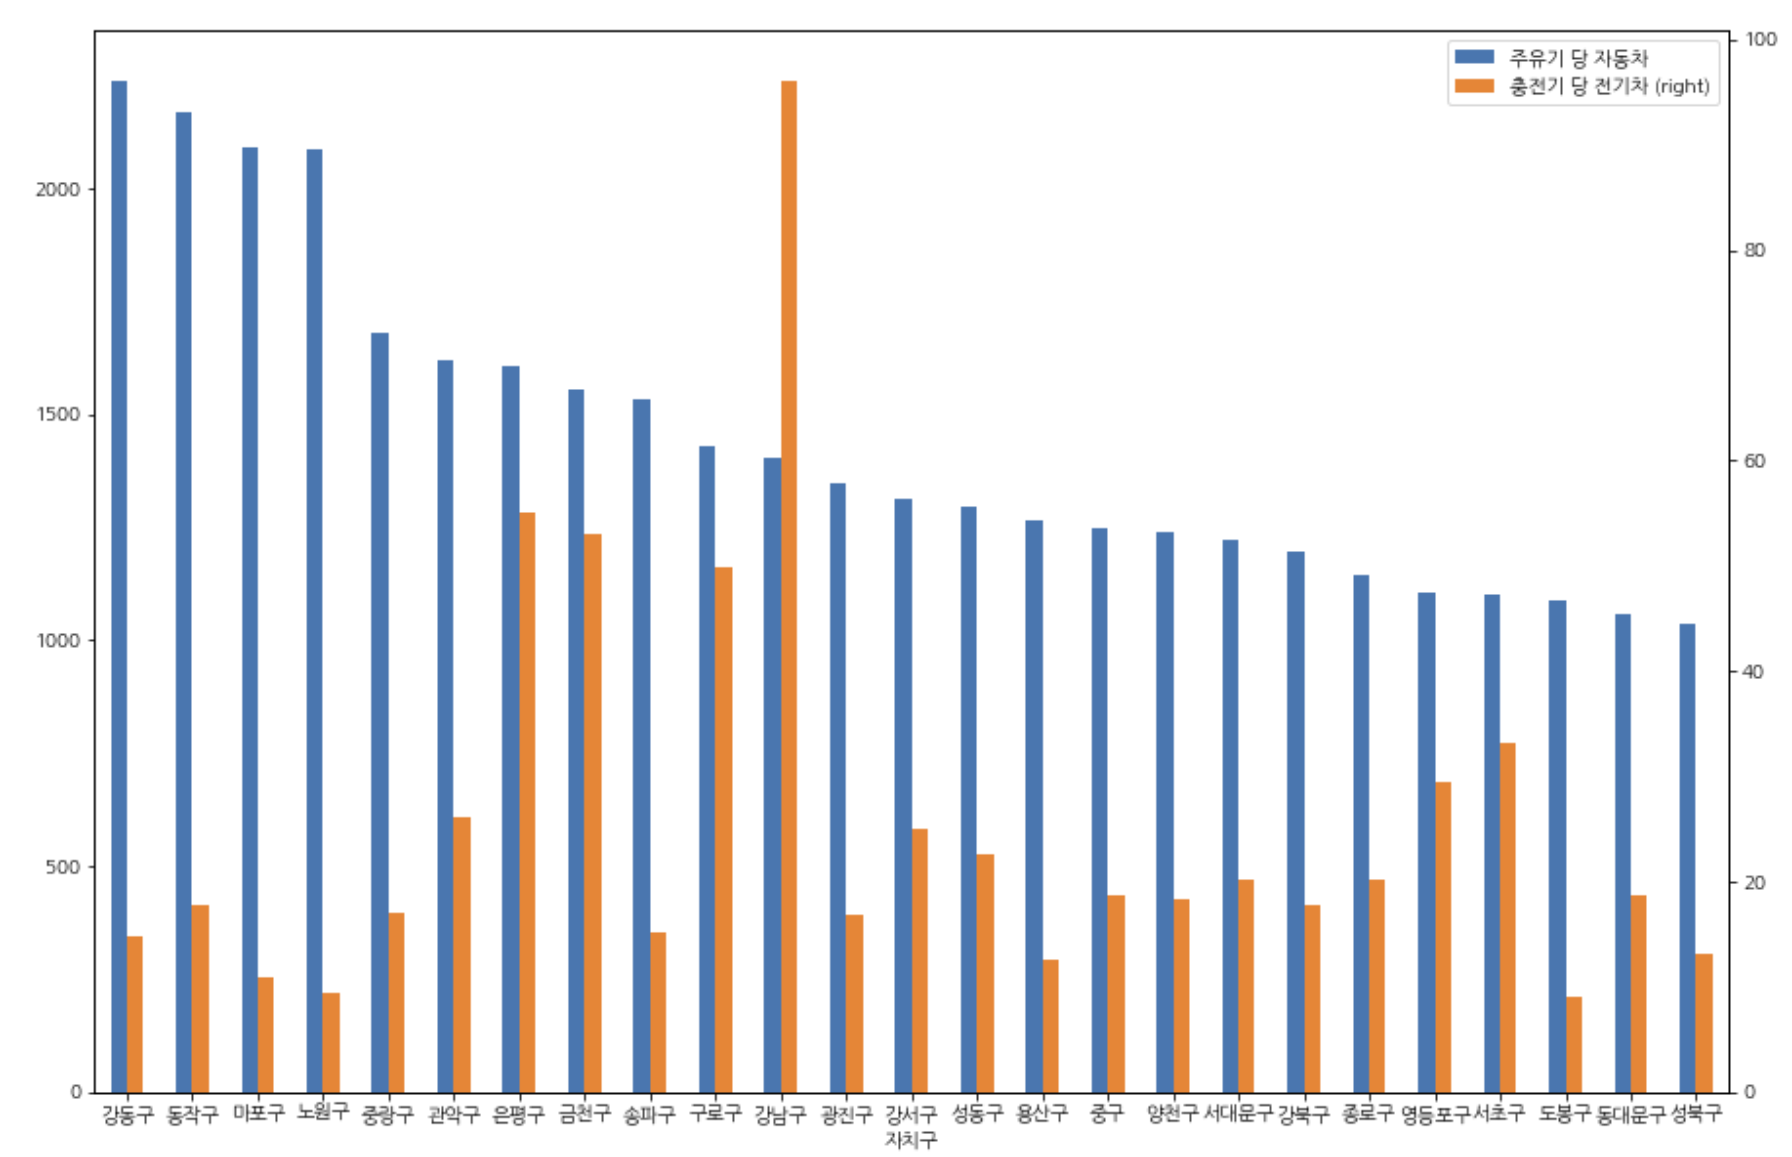 주유기 당 자동차
충전기 당 전기차 (right)
2000
1500
1000
500
0
100
80
60
40
20
0
강동구 동작구 마포구 노원구 중랑구 관악구 은평구 금천구 송파구 구로구 강남구 광진구 강서구 성동구 용산구 중구 양천구 서대문구 강북구 종로구 영등포구 서초구 도봉구 동대문구 성북구
자치구